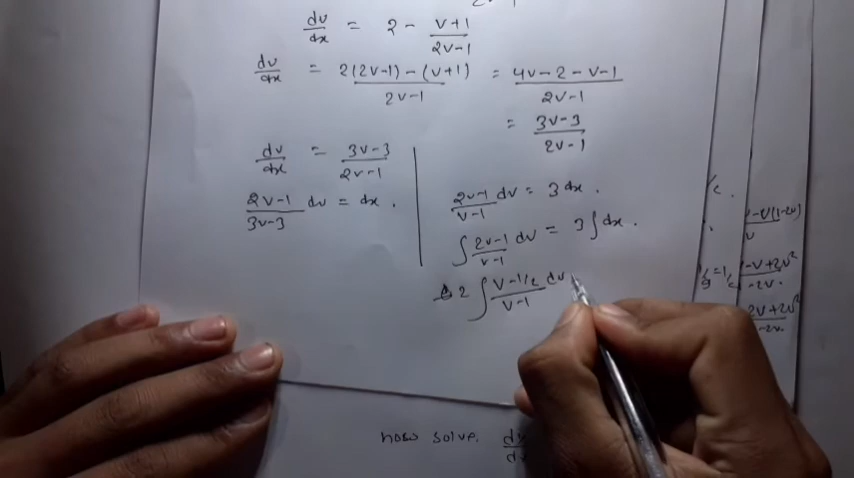 dv/dx = 2 - (v+1)/(2v-1)
dv/dx = (2(2v-1)-(v+1))/(2v-1) = (4v-2-v-1)/(2v-1)
= (3v-3)/(2v-1)
dv/dx = (3v-3)/(2v-1)
(2v-1)/(3v-3) dv = dx.
(2v-1)/(v-1) dv = 3 dx.
∫ (2v-1)/(v-1) dv = 3∫dx.
2 ∫ (v-1/2)/(v-1) dv
now solve. dy